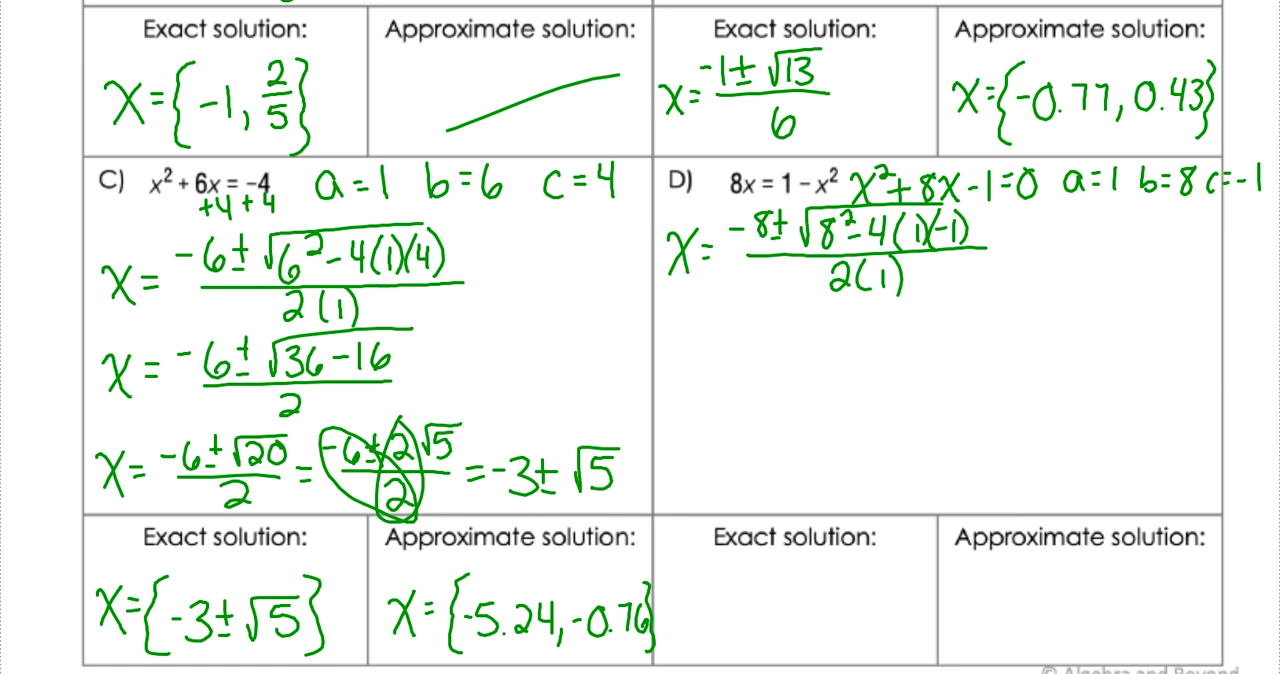 Exact solution: Approximate solution: Exact solution: Approximate solution:
x = {-1, 2/5} x = (-1 ± √13)/6 x = {-0.77, 0.43}
C) x² + 6x = -4 a = 1 b = 6 c = 4
+4 +4
x = (-6 ± √(6² - 4(1)(4)))/(2(1))
x = (-6 ± √(36 - 16))/2
x = (-6 ± √20)/2 = (-6 ± 2√5)/2 = -3 ± √5
D) 8x = 1 - x² x² + 8x - 1 = 0 a = 1 b = 8 c = -1
x = (-8 ± √(8² - 4(1)(-1)))/(2(1))
Exact solution: Approximate solution: Exact solution: Approximate solution:
x = {-3 ± √5} x = {-5.24, -0.76}
© Algebra and Beyond